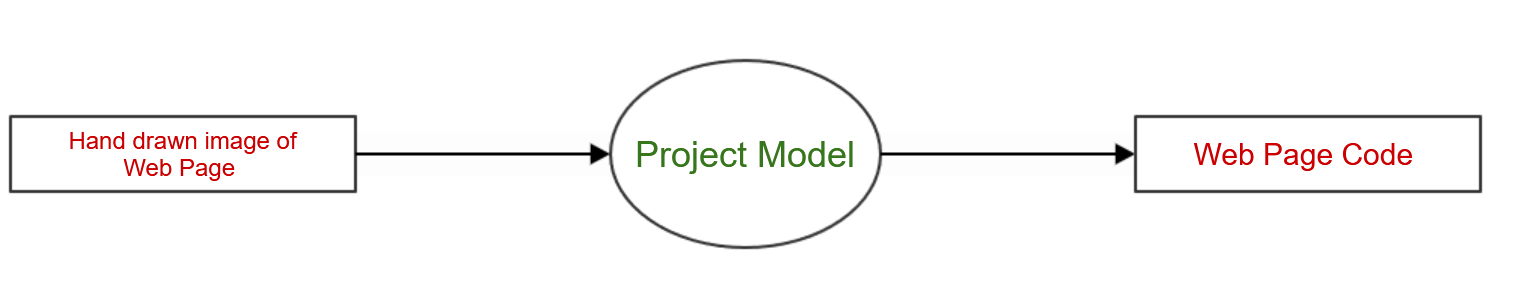 Hand drawn image of
Web Page
Project Model
Web Page Code